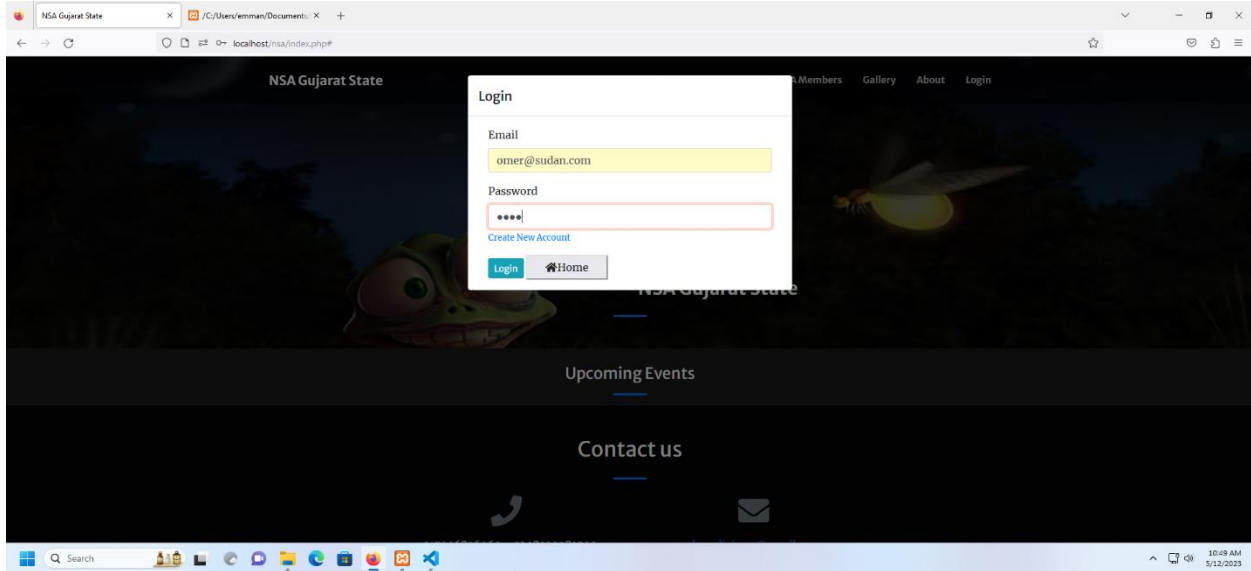 NSA Gujarat State
/C:/Users/emman/Documents/
localhost/nsa/index.php#
NSA Gujarat State
Members Gallery About Login
Login
Email
omer@sudan.com
Password
••••
Create New Account
Login Home
NSA Gujarat State
Upcoming Events
Contact us
Search
10:49 AM
5/12/2023